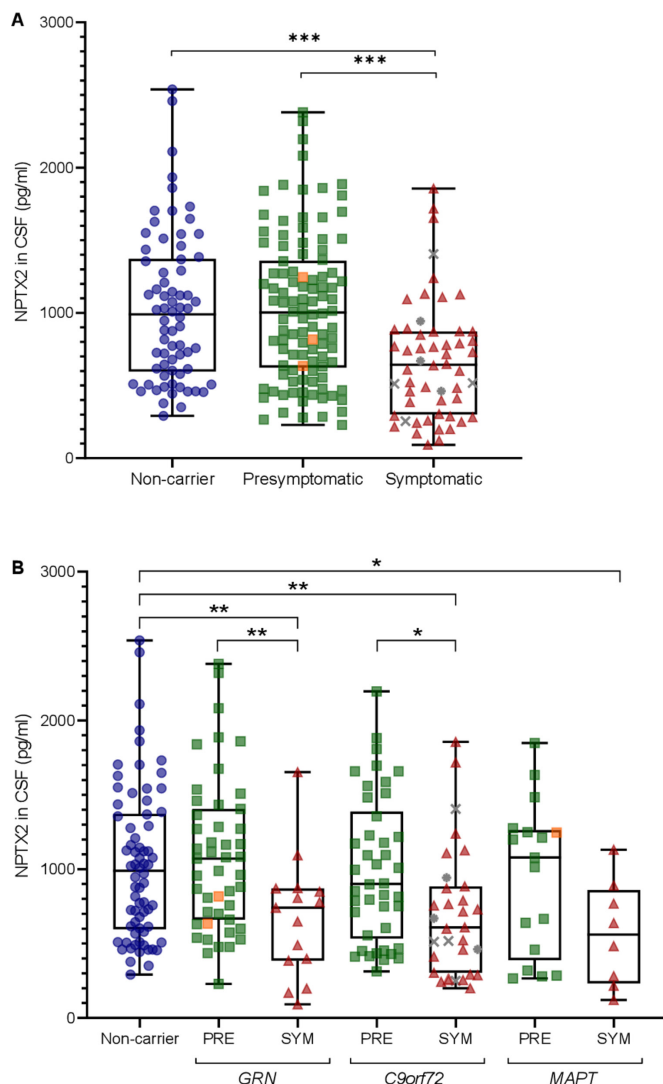 A
3000
***
***
2000
NPTX2 in CSF (pg/ml)
1000
0
Non-carrier Presymptomatic Symptomatic
B
3000
*
**
**
**
*
2000
NPTX2 in CSF (pg/ml)
1000
0
Non-carrier PRE SYM PRE SYM PRE SYM
GRN C9orf72 MAPT